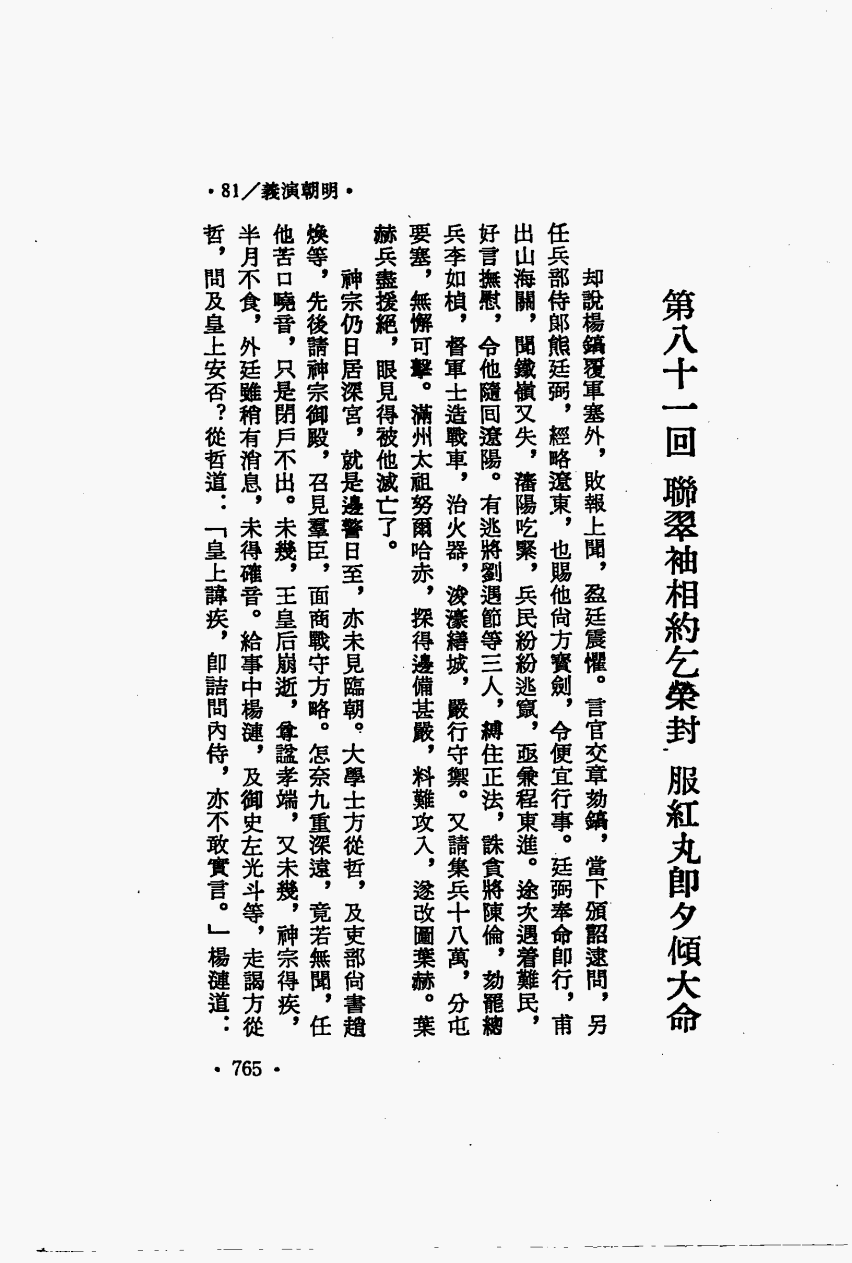 ·81/義演朝明·
第八十一回 聯翠袖相約乞榮封 服紅丸即夕傾大命
却說楊鎬覆軍塞外，敗報上聞，盈廷震懼。言官交章劾鎬，當下頒詔逮問，另
任兵部侍郎熊廷弼，經略遼東，也賜他尚方寶劍，令便宜行事。廷弼奉命即行，甫
出山海關，聞鐵嶺又失，瀋陽吃緊，兵民紛紛逃竄，亟兼程東進。途次遇着難民，
好言撫慰，令他隨回遼陽。有逃將劉遇節等三人，縛住正法，誅貪將陳倫，劾罷總
兵李如楨，督軍士造戰車，治火器，浚濠繕城，嚴行守禦。又請集兵十八萬，分屯
要塞，無懈可擊。滿州太祖努爾哈赤，探得邊備甚嚴，料難攻入，遂改圖葉赫。葉
赫兵盡援絕，眼見得被他滅亡了。
神宗仍日居深宮，就是邊警日至，亦未見臨朝。大學士方從哲，及吏部尚書趙
煥等，先後請神宗御殿，召見羣臣，面商戰守方略。怎奈九重深遠，竟若無聞，任
他苦口嘵音，只是閉戶不出。未幾，王皇后崩逝，尊諡孝端，又未幾，神宗得疾，
半月不食，外廷雖稍有消息，未得確音。給事中楊漣，及御史左光斗等，走謁方從
哲，問及皇上安否？從哲道：「皇上諱疾，即詰問內侍，亦不敢實言。」楊漣道：
·765·